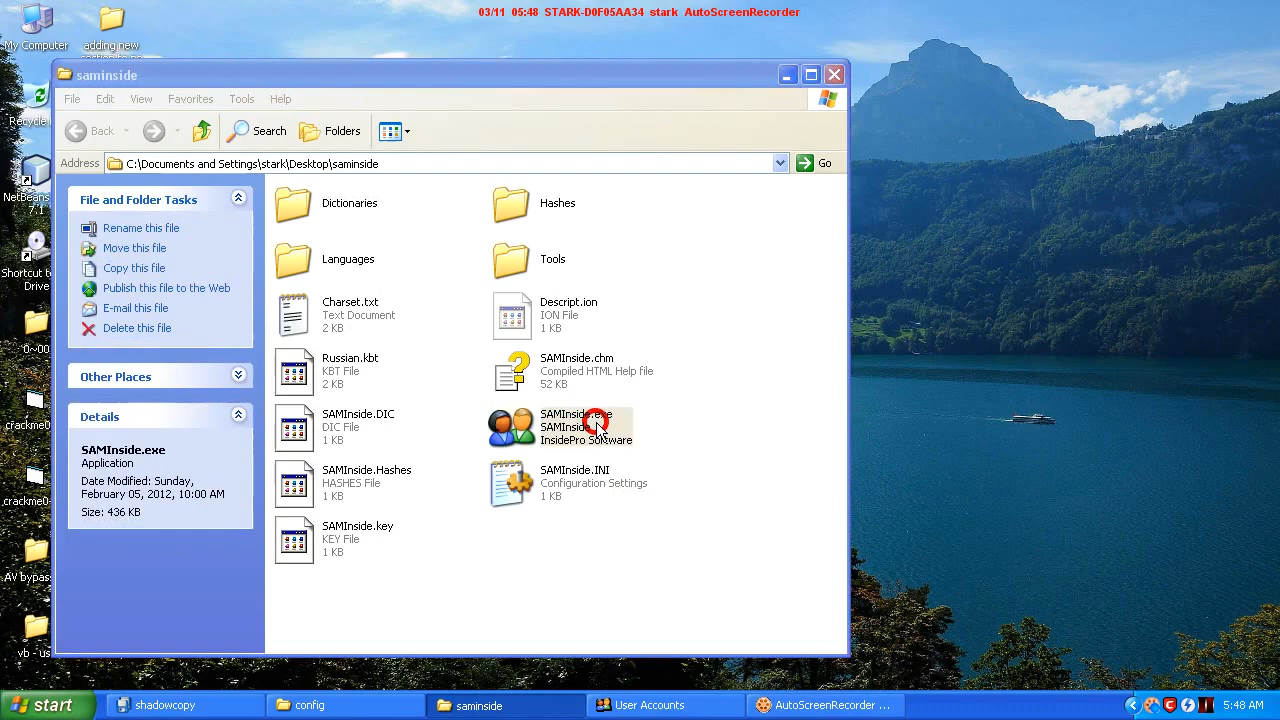 03/11 05:48 STARK-D0F05AA34 stark AutoScreenRecorder
My Computer
adding new
saminside
File Edit View Favorites Tools Help
Back Search Folders
Address C:\Documents and Settings\stark\Desktop\saminside Go
File and Folder Tasks
Rename this file
Move this file
Copy this file
Publish this file to the Web
E-mail this file
Delete this file
Other Places
Details
SAMInside.exe
Application
Date Modified: Sunday,
February 05, 2012, 10:00 AM
Size: 436 KB
Dictionaries
Hashes
Languages
Tools
Charset.txt
Text Document
2 KB
Descript.ion
ION File
1 KB
Russian.kbt
KBT File
2 KB
SAMInside.chm
Compiled HTML Help file
52 KB
SAMInside.DIC
DIC File
1 KB
SAMInside.exe
SAMInside
InsidePro Software
SAMInside.Hashes
HASHES File
1 KB
SAMInside.INI
Configuration Settings
1 KB
SAMInside.key
KEY File
1 KB
NetBeans
7.1
Shortcut to
Drive
0~00
crackme0
crackme0
AV bypas
vb - us
start shadowcopy config saminside User Accounts AutoScreenRecorder ... 5:48 AM